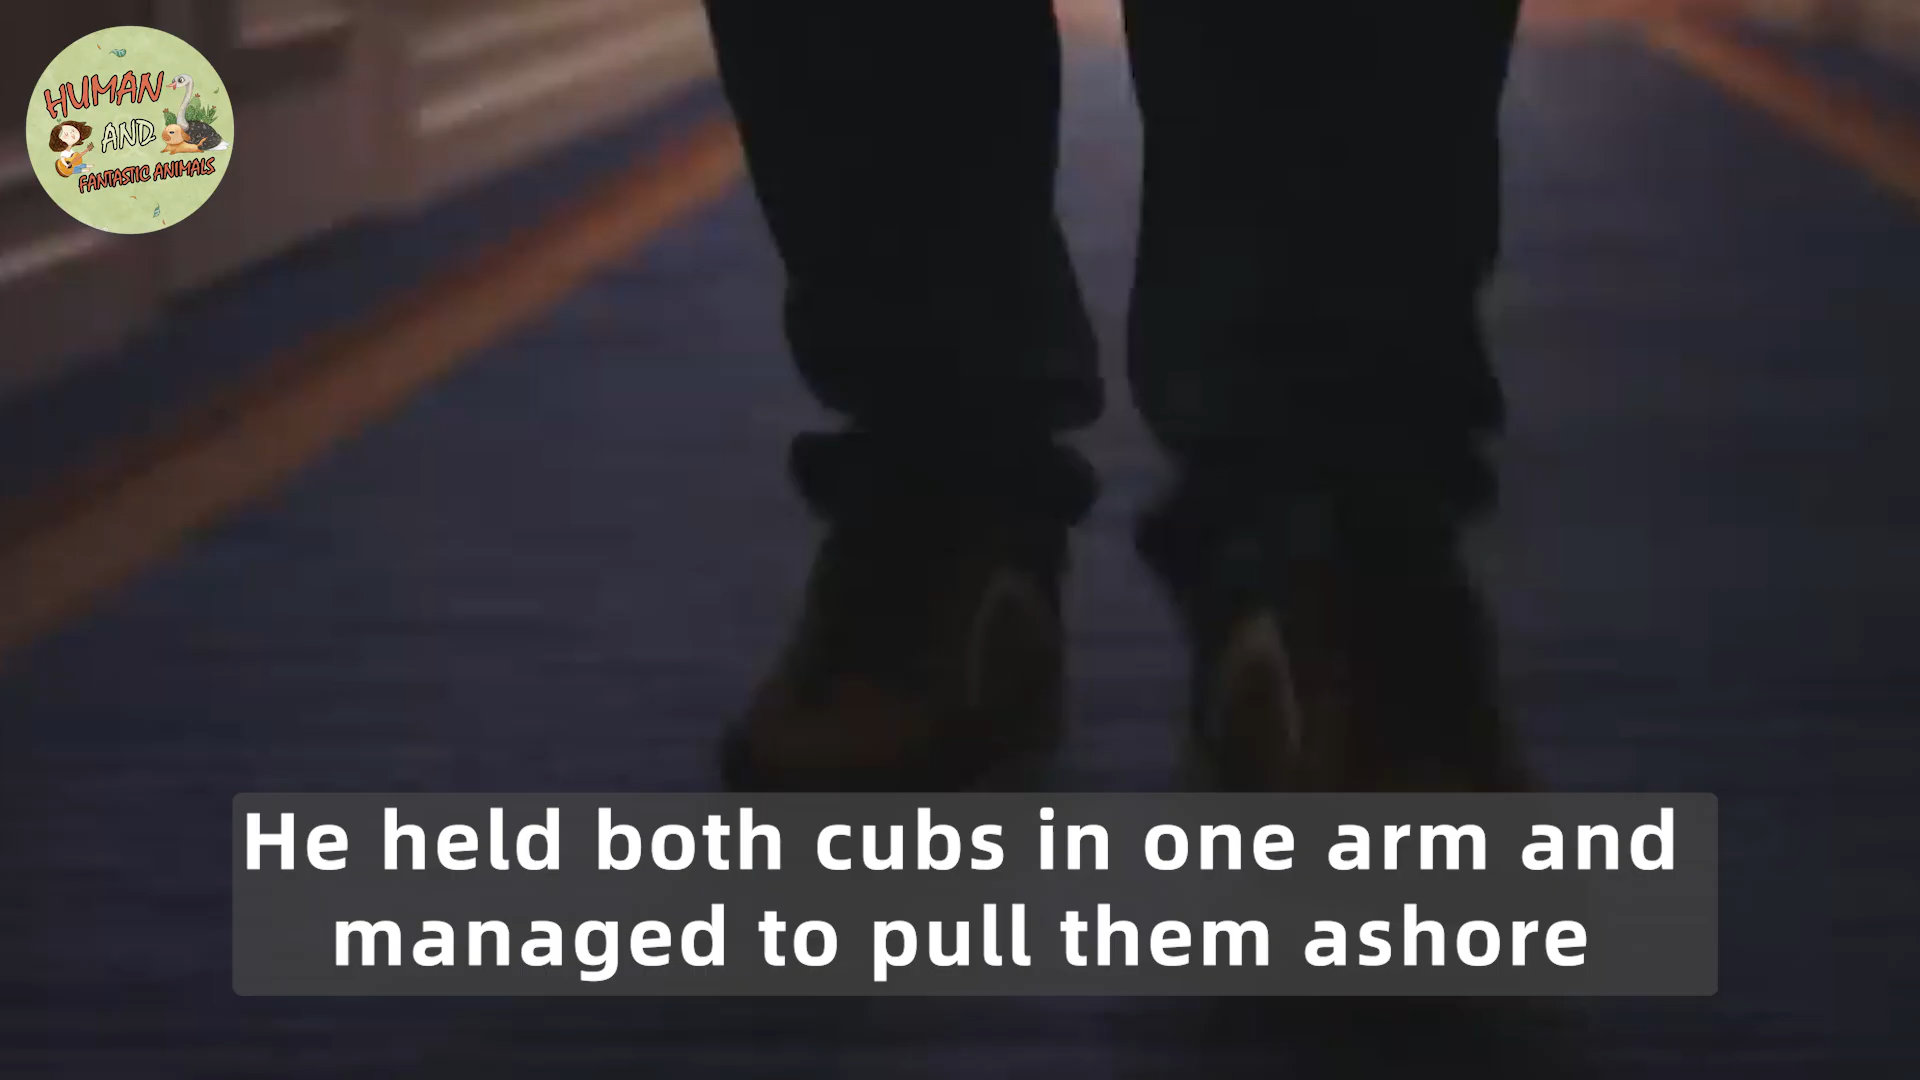 HUMAN
AND
FANTASTIC ANIMALS
He held both cubs in one arm and
managed to pull them ashore